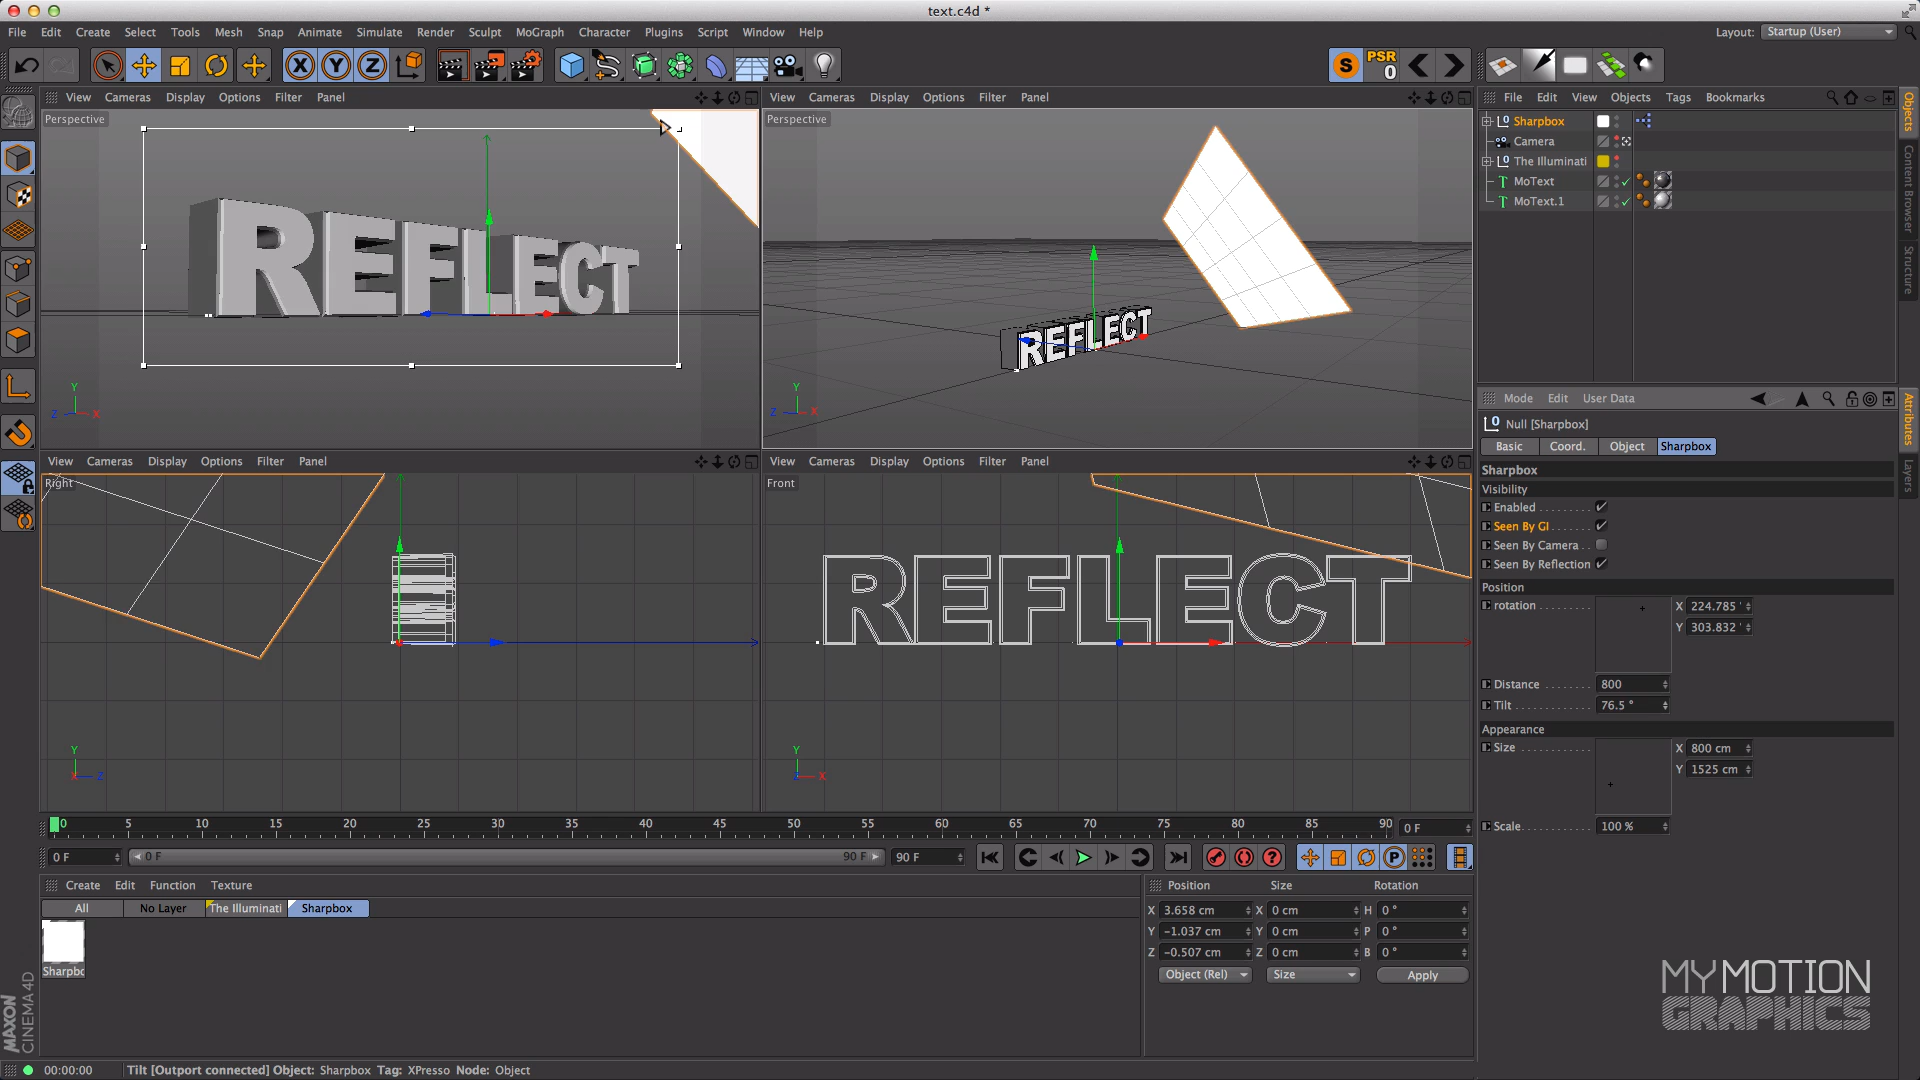 text.c4d *
File Edit Create Select Tools Mesh Snap Animate Simulate Render Sculpt MoGraph Character Plugins Script Window Help
Layout: Startup (User)
X Y Z
S PSR 0
View Cameras Display Options Filter Panel
Perspective
REFLECT
Y
Z X
View Cameras Display Options Filter Panel
Perspective
REFLECT
Y
Z X
View Cameras Display Options Filter Panel
Right
Y
X Z
View Cameras Display Options Filter Panel
Front
REFLECT
Y
Z X
File Edit View Objects Tags Bookmarks
Sharpbox
Camera
The Illuminati
MoText
MoText.1
Objects
Content Browser
Structure
Mode Edit User Data
Null [Sharpbox]
Basic Coord. Object Sharpbox
Sharpbox
Visibility
Enabled
Seen By GI
Seen By Camera
Seen By Reflection
Position
rotation X 224.785 °
Y 303.832 °
Distance 800
Tilt 76.5 °
Appearance
Size X 800 cm
Y 1525 cm
Scale 100 %
Attributes
Layers
0 5 10 15 20 25 30 35 40 45 50 55 60 65 70 75 80 85 90 0 F
0 F 0 F 90 F 90 F
P
Create Edit Function Texture
All No Layer The Illuminati Sharpbox
Sharpbo
Position Size Rotation
X 3.658 cm X 0 cm H 0 °
Y -1.037 cm Y 0 cm P 0 °
Z -0.507 cm Z 0 cm B 0 °
Object (Rel) Size Apply
MAXON
CINEMA 4D
MYMOTION
GRAPHICS
00:00:00 Tilt [Outport connected] Object: Sharpbox Tag: XPresso Node: Object